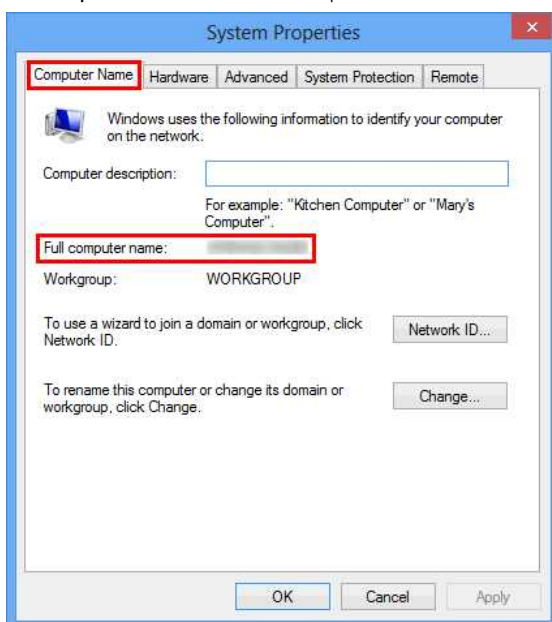 System Properties
Computer Name Hardware Advanced System Protection Remote
Windows uses the following information to identify your computer
on the network.
Computer description:
For example: "Kitchen Computer" or "Mary's
Computer".
Full computer name:
Workgroup: WORKGROUP
To use a wizard to join a domain or workgroup, click
Network ID.
Network ID...
To rename this computer or change its domain or
workgroup, click Change.
Change...
OK Cancel Apply